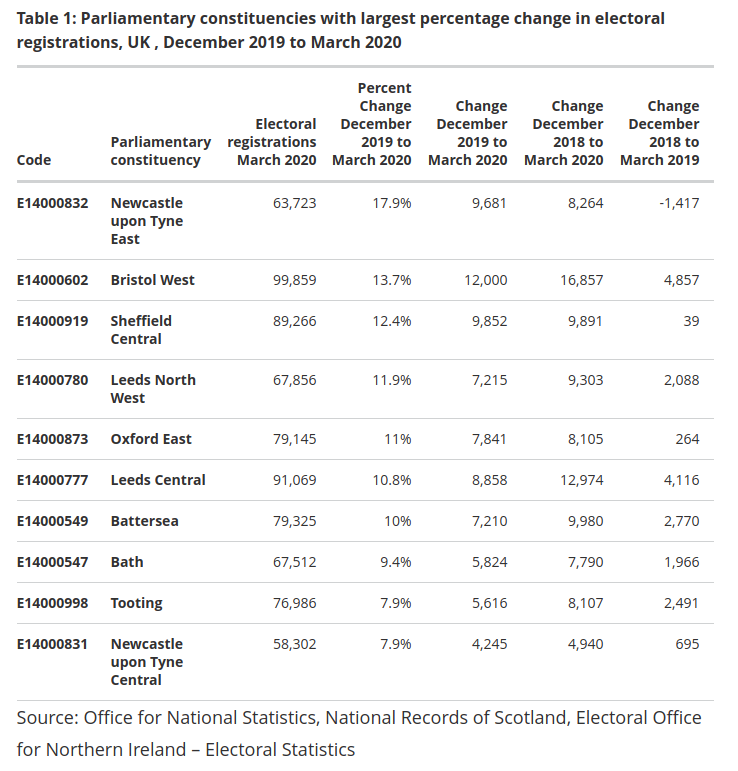 Table 1: Parliamentary constituencies with largest percentage change in electoral
registrations, UK , December 2019 to March 2020
Code Parliamentary constituency Electoral registrations March 2020 Percent Change December 2019 to March 2020 Change December 2019 to March 2020 Change December 2018 to March 2020 Change December 2018 to March 2019
E14000832 Newcastle upon Tyne East 63,723 17.9% 9,681 8,264 -1,417
E14000602 Bristol West 99,859 13.7% 12,000 16,857 4,857
E14000919 Sheffield Central 89,266 12.4% 9,852 9,891 39
E14000780 Leeds North West 67,856 11.9% 7,215 9,303 2,088
E14000873 Oxford East 79,145 11% 7,841 8,105 264
E14000777 Leeds Central 91,069 10.8% 8,858 12,974 4,116
E14000549 Battersea 79,325 10% 7,210 9,980 2,770
E14000547 Bath 67,512 9.4% 5,824 7,790 1,966
E14000998 Tooting 76,986 7.9% 5,616 8,107 2,491
E14000831 Newcastle upon Tyne Central 58,302 7.9% 4,245 4,940 695
Source: Office for National Statistics, National Records of Scotland, Electoral Office
for Northern Ireland – Electoral Statistics